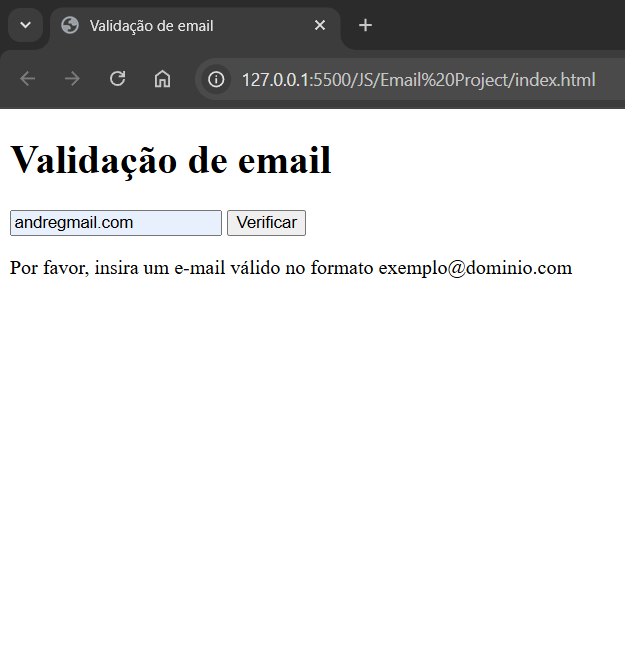 Validação de email
127.0.0.1:5500/JS/Email%20Project/index.html
Validação de email
andregmail.com Verificar
Por favor, insira um e-mail válido no formato exemplo@dominio.com